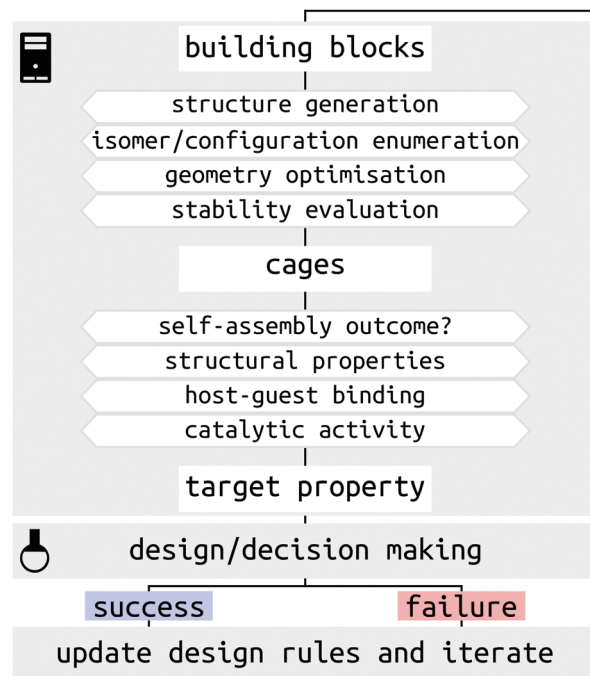 building blocks
structure generation
isomer/configuration enumeration
geometry optimisation
stability evaluation
cages
self-assembly outcome?
structural properties
host-guest binding
catalytic activity
target property
design/decision making
success
failure
update design rules and iterate